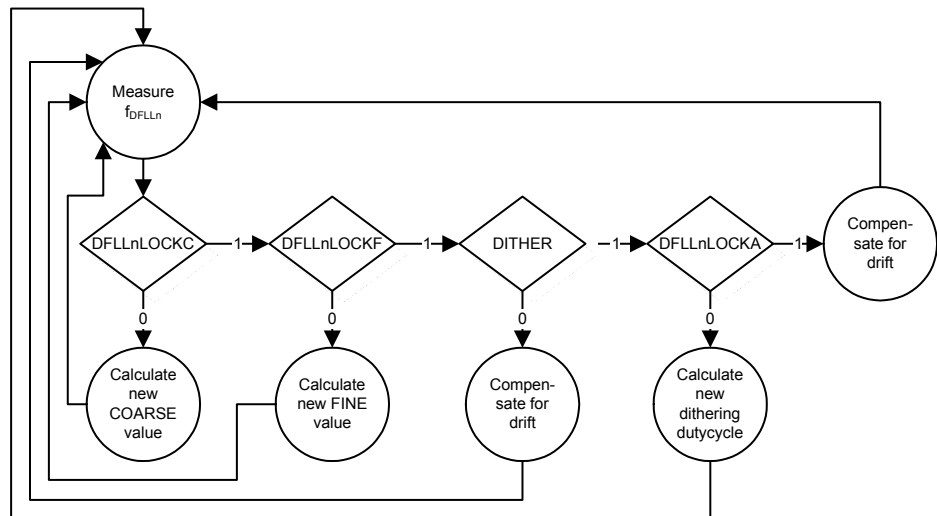 Measure
fDFLLn
DFLLnLOCKC
1
DFLLnLOCKF
1
DITHER
1
DFLLnLOCKA
1
Compen-
sate for
drift
0
0
0
0
Calculate
new
COARSE
value
Calculate
new FINE
value
Compen-
sate for
drift
Calculate
new
dithering
dutycycle